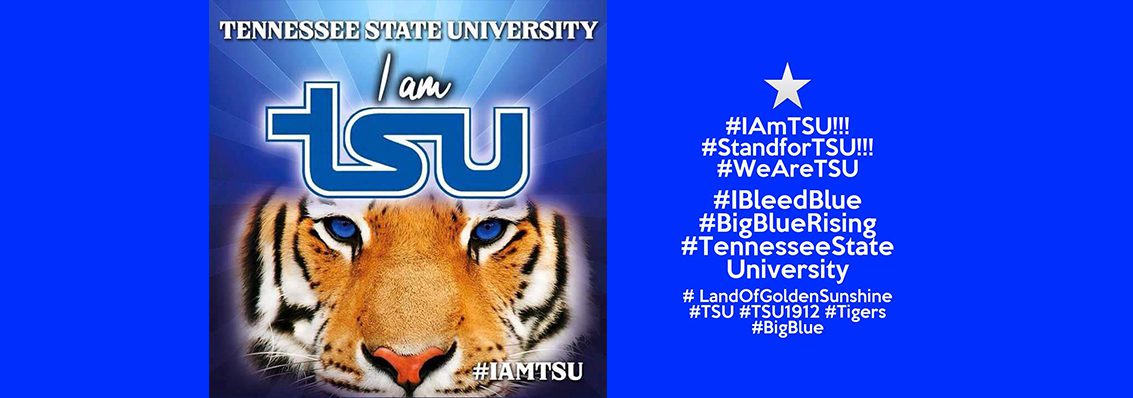 TENNESSEE STATE UNIVERSITY
I am
tsu
#IAMTSU
#IAmTSU!!!
#StandforTSU!!!
#WeAreTSU
#IBleedBlue
#BigBlueRising
#TennesseeState
University
# LandOfGoldenSunshine
#TSU #TSU1912 #Tigers
#BigBlue